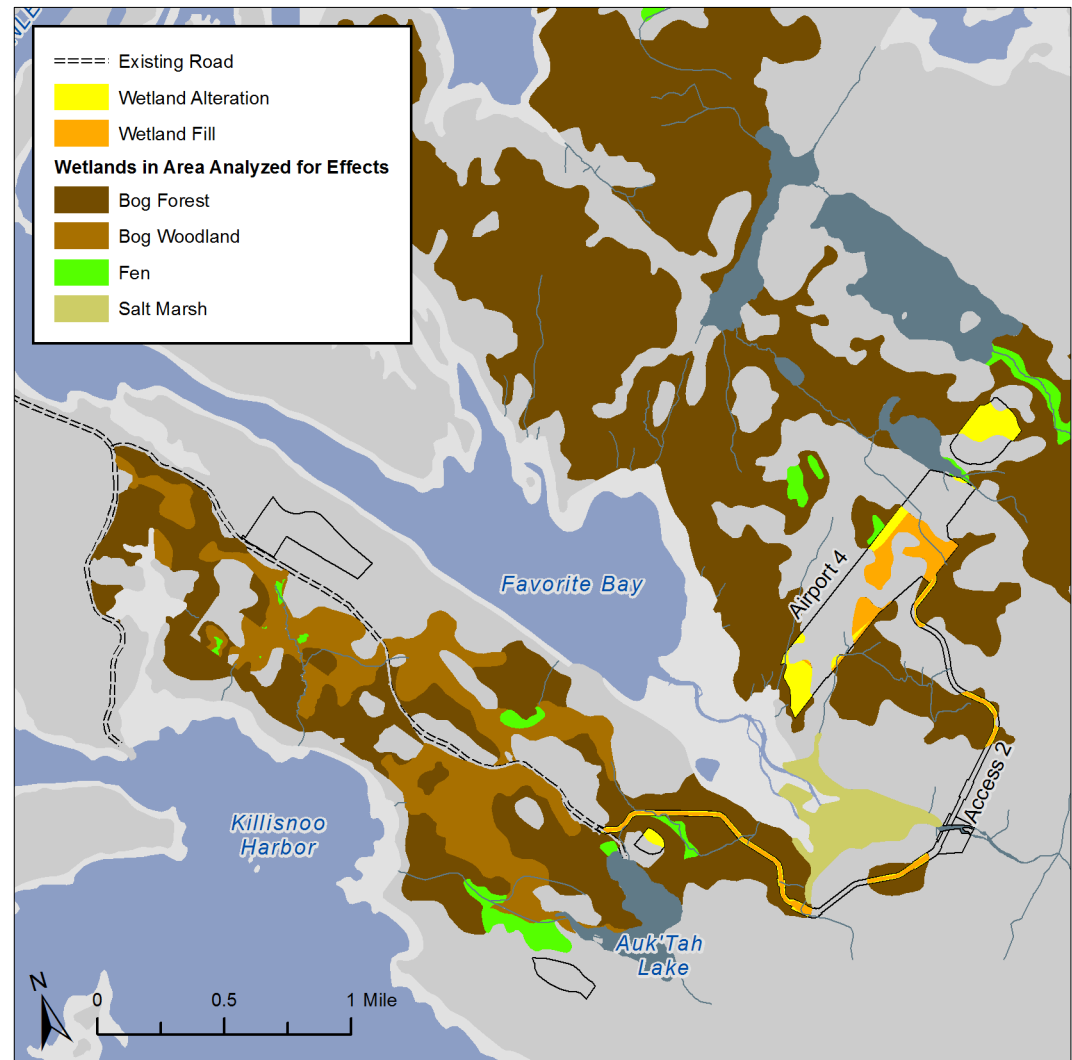 Existing Road
Wetland Alteration
Wetland Fill
Wetlands in Area Analyzed for Effects
Bog Forest
Bog Woodland
Fen
Salt Marsh
Favorite Bay
Airport 4
Access 2
Killisnoo
Harbor
Auk'Tah
Lake
N
0 0.5 1 Mile